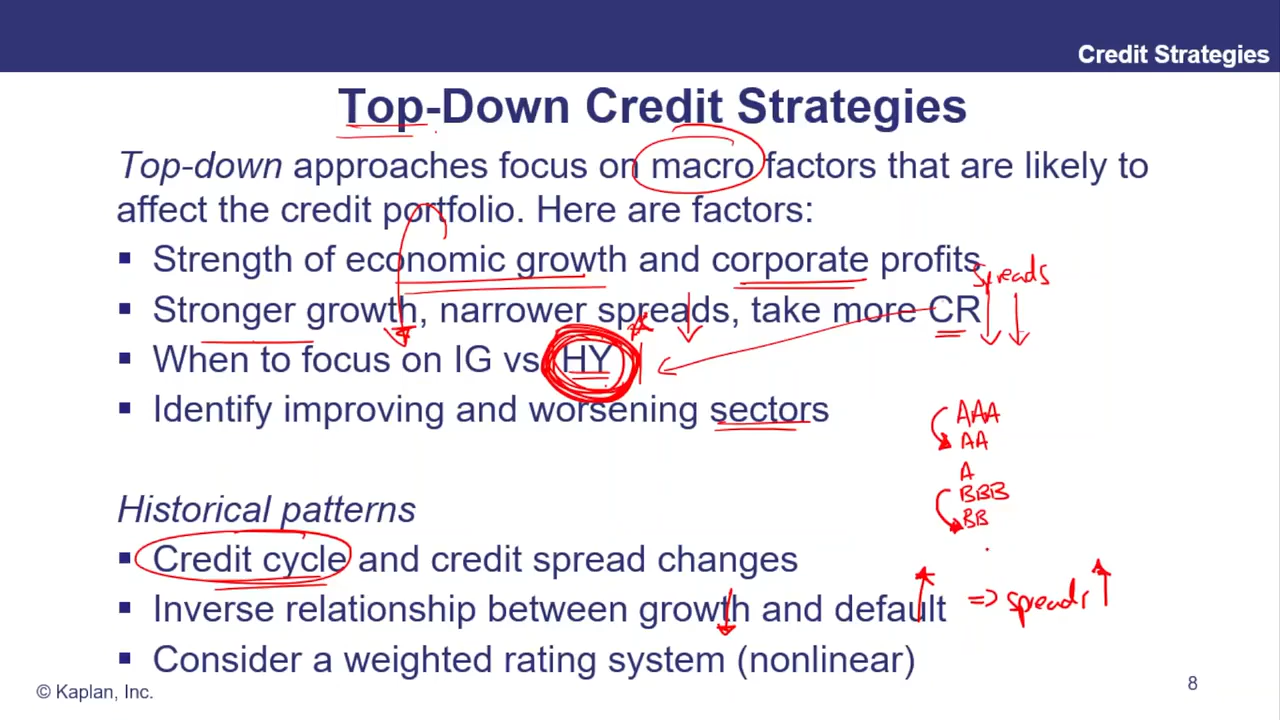 Credit Strategies
Top-Down Credit Strategies
Top-down approaches focus on macro factors that are likely to
affect the credit portfolio. Here are factors:
▪ Strength of economic growth and corporate profits
spreads
▪ Stronger growth, narrower spreads, take more CR
▪ When to focus on IG vs HY
▪ Identify improving and worsening sectors
AAA
AA
A
BBB
BB
Historical patterns
▪ Credit cycle and credit spread changes
▪ Inverse relationship between growth and default => spreads ↑
▪ Consider a weighted rating system (nonlinear)
© Kaplan, Inc.
8